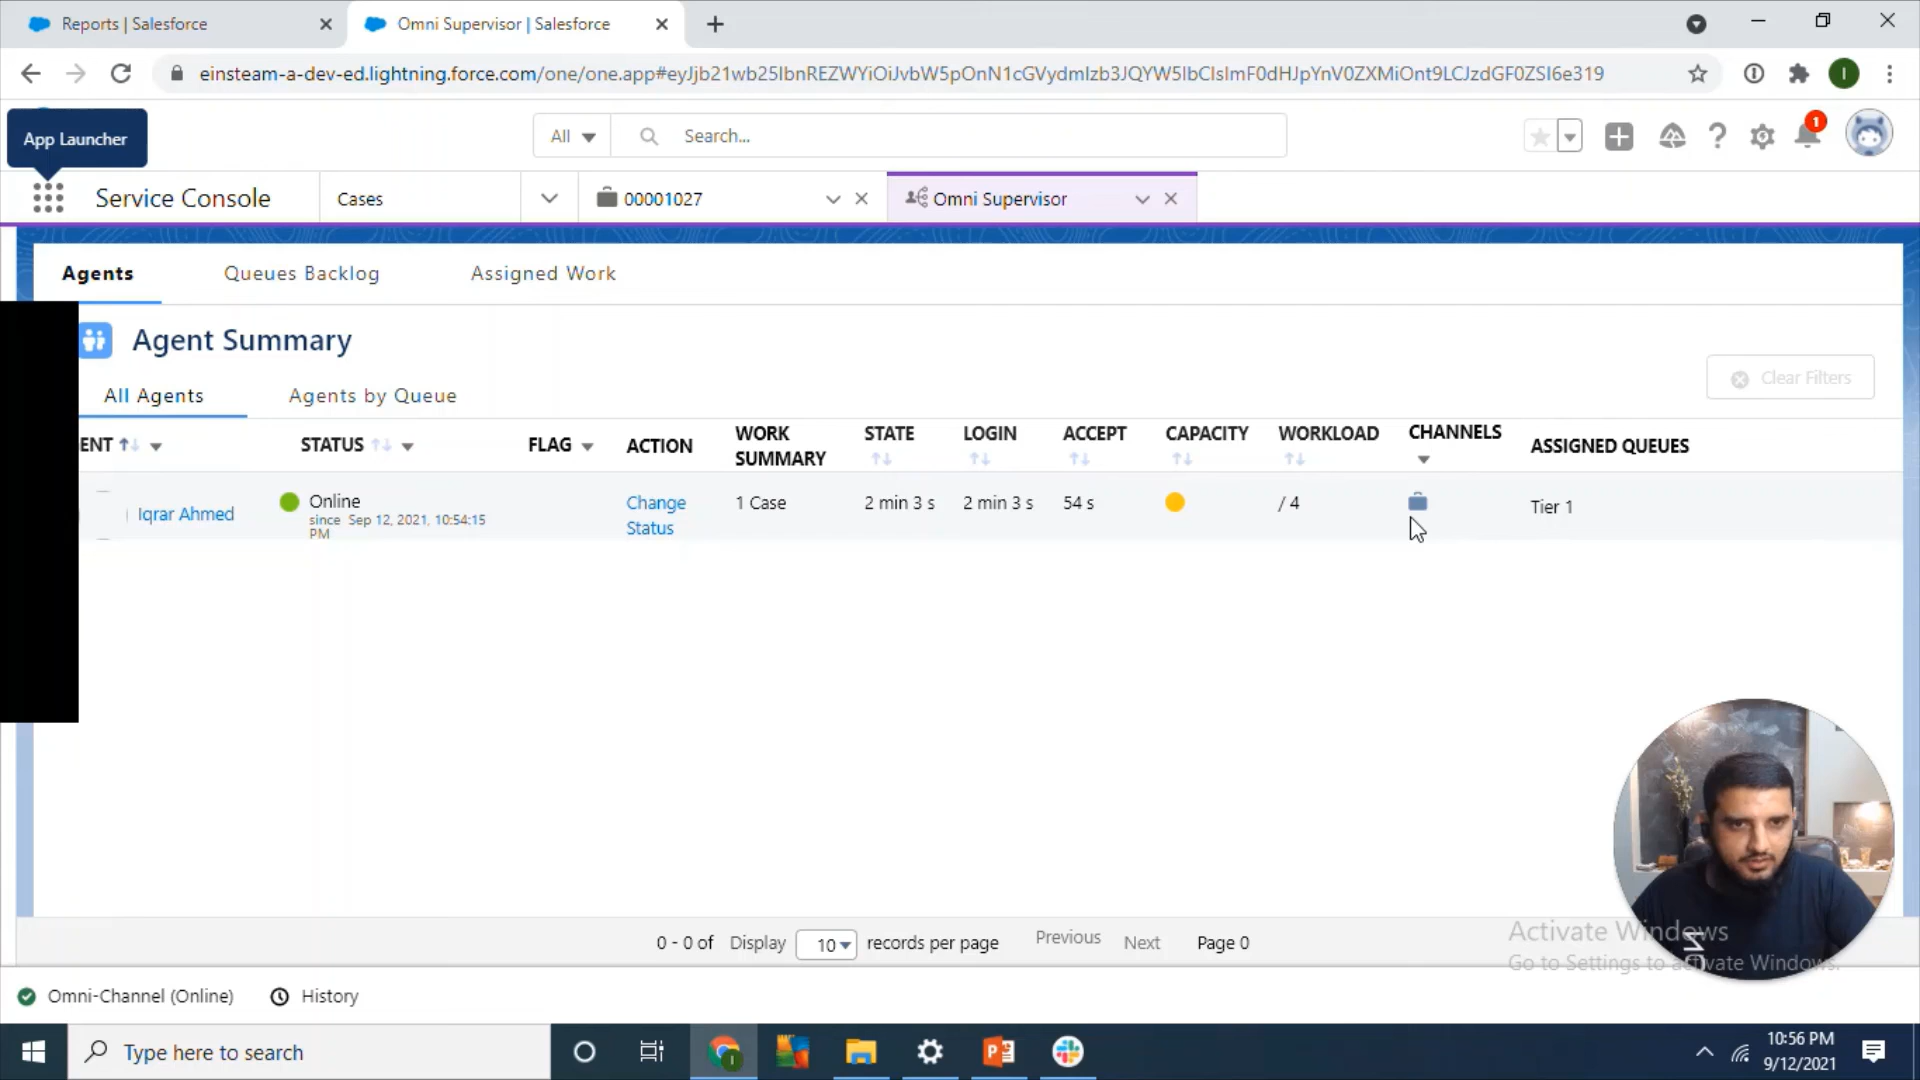 Reports | Salesforce
Omni Supervisor | Salesforce
einsteam-a-dev-ed.lightning.force.com/one/one.app#eyJjb21wb25lbnREZWYiOiJvbW5pOnN1cGVydmlzb3JQYW5lbCIsImF0dHJpYnV0ZXMiOnt9LCJzdGF0ZSI6e319
I
App Launcher
All
Search...
1
Service Console
Cases
00001027
Omni Supervisor
Agents
Queues Backlog
Assigned Work
Agent Summary
Clear Filters
All Agents
Agents by Queue
ENT
STATUS
FLAG
ACTION
WORK SUMMARY
STATE
LOGIN
ACCEPT
CAPACITY
WORKLOAD
CHANNELS
ASSIGNED QUEUES
Iqrar Ahmed
Online
since Sep 12, 2021, 10:54:15
PM
Change
Status
1 Case
2 min 3 s
2 min 3 s
54 s
/ 4
Tier 1
0 - 0 of
Display
10
records per page
Previous
Next
Page 0
Activate Windows
Go to Settings to activate Windows.
Omni-Channel (Online)
History
Type here to search
10:56 PM
9/12/2021